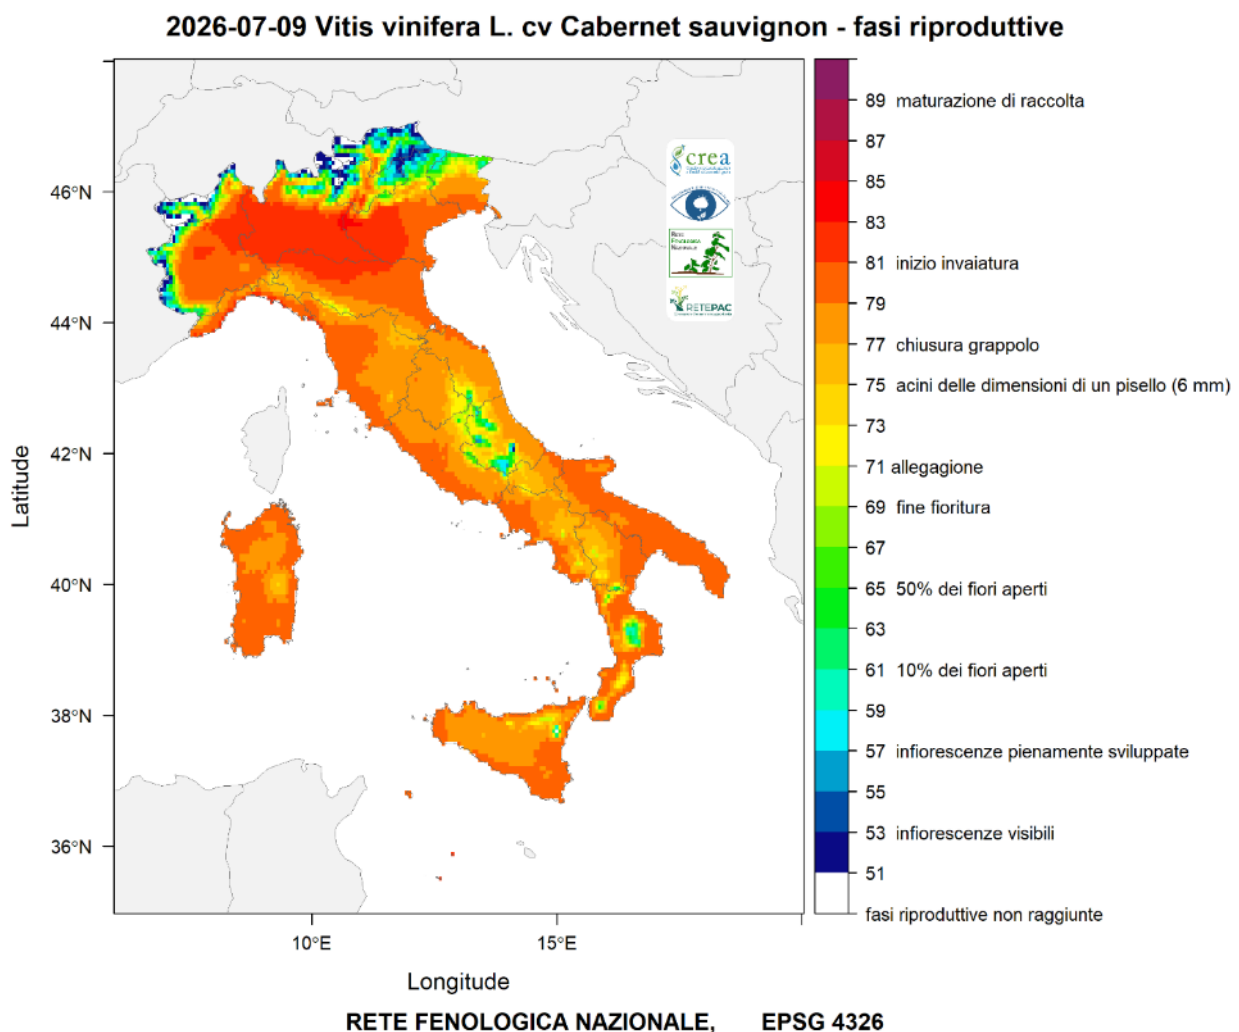 2026-07-09 Vitis vinifera L. cv Cabernet sauvignon - fasi riproduttive
46°N
44°N
42°N
40°N
38°N
36°N
Latitude
10°E
15°E
Longitude
crea
Rete
Fenologica
Nazionale
RETEPAC
89 maturazione di raccolta
87
85
83
81 inizio invaiatura
79
77 chiusura grappolo
75 acini delle dimensioni di un pisello (6 mm)
73
71 allegagione
69 fine fioritura
67
65 50% dei fiori aperti
63
61 10% dei fiori aperti
59
57 infiorescenze pienamente sviluppate
55
53 infiorescenze visibili
51
fasi riproduttive non raggiunte
RETE FENOLOGICA NAZIONALE, EPSG 4326